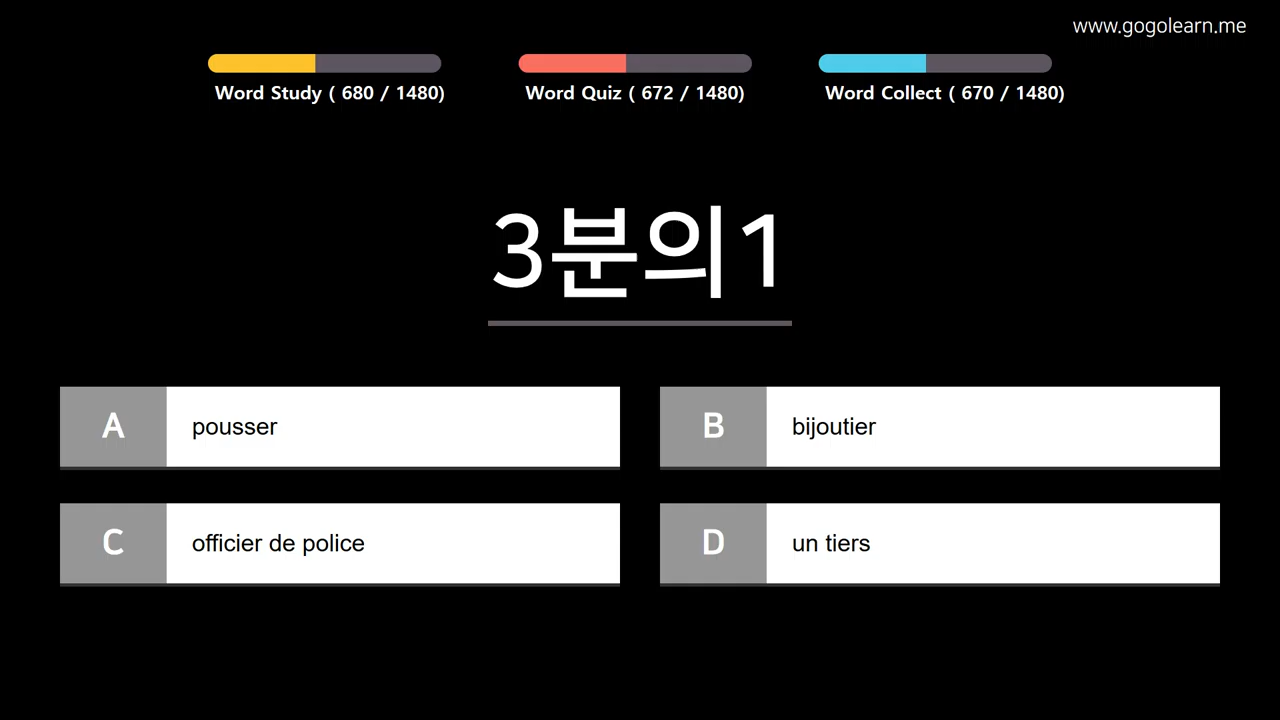 www.gogolearn.me
Word Study ( 680 / 1480)
Word Quiz ( 672 / 1480)
Word Collect ( 670 / 1480)
3분의1
A pousser
B bijoutier
C officier de police
D un tiers